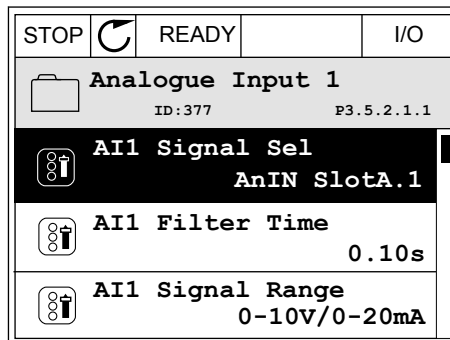 STOP READY I/O
Analogue Input 1
ID:377 P3.5.2.1.1
AI1 Signal Sel
AnIN SlotA.1
AI1 Filter Time
0.10s
AI1 Signal Range
0-10V/0-20mA